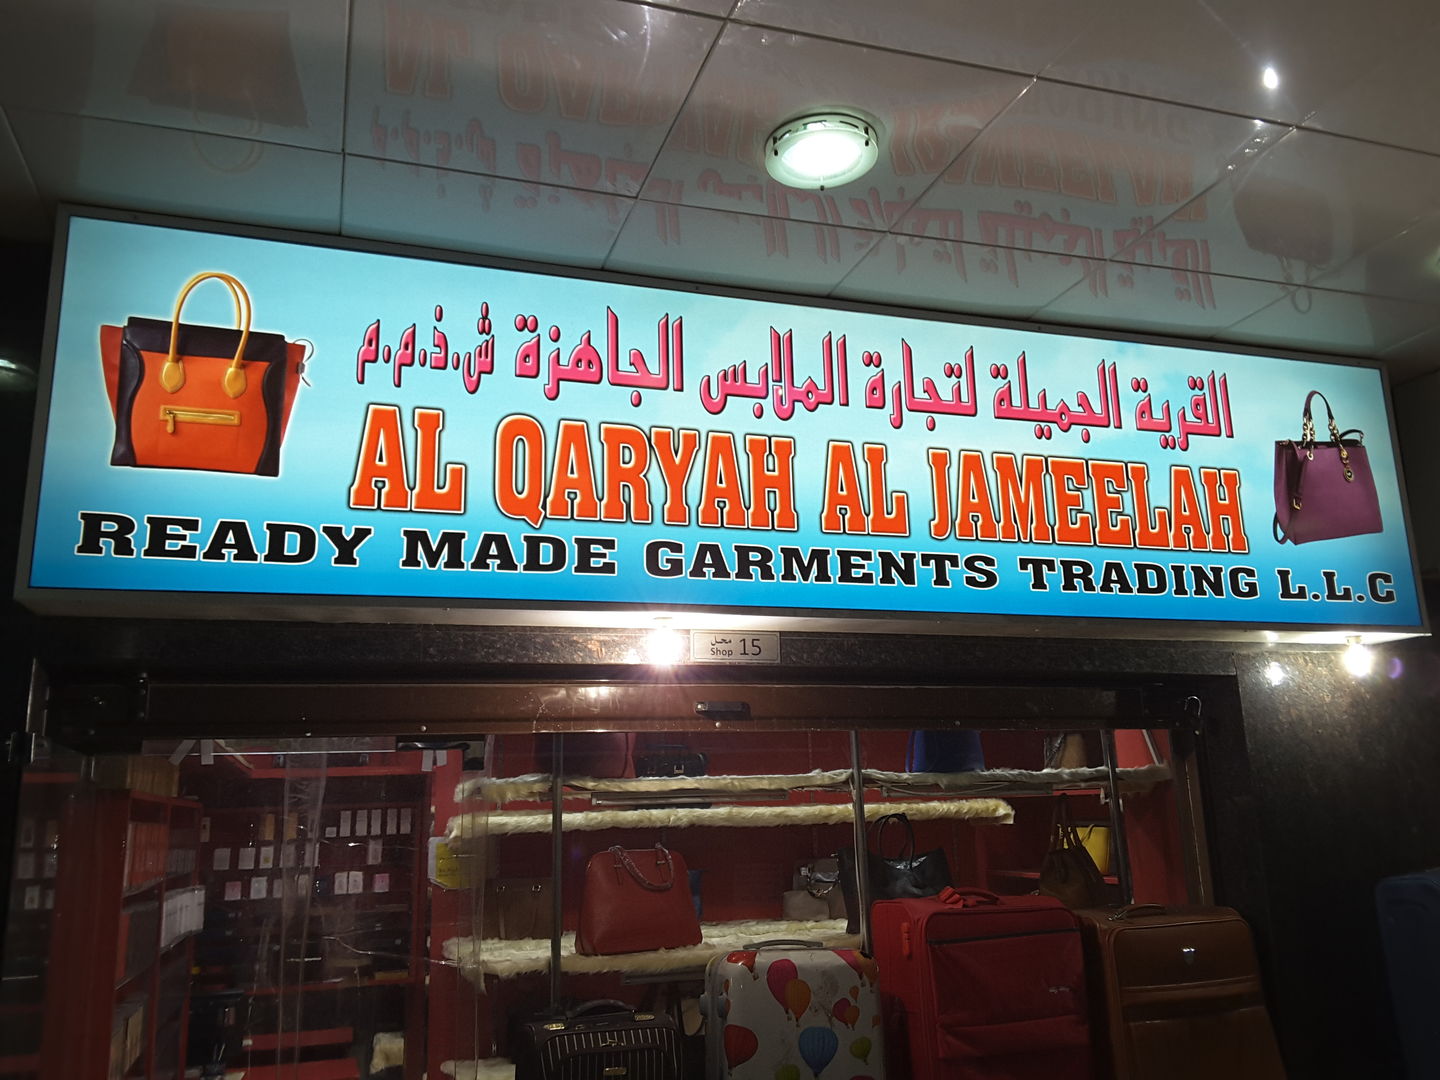 القرية الجميلة لتجارة الملابس الجاهزة ش.ذ.م.م
AL QARYAH AL JAMEELAH
READY MADE GARMENTS TRADING L.L.C
محل
Shop 15